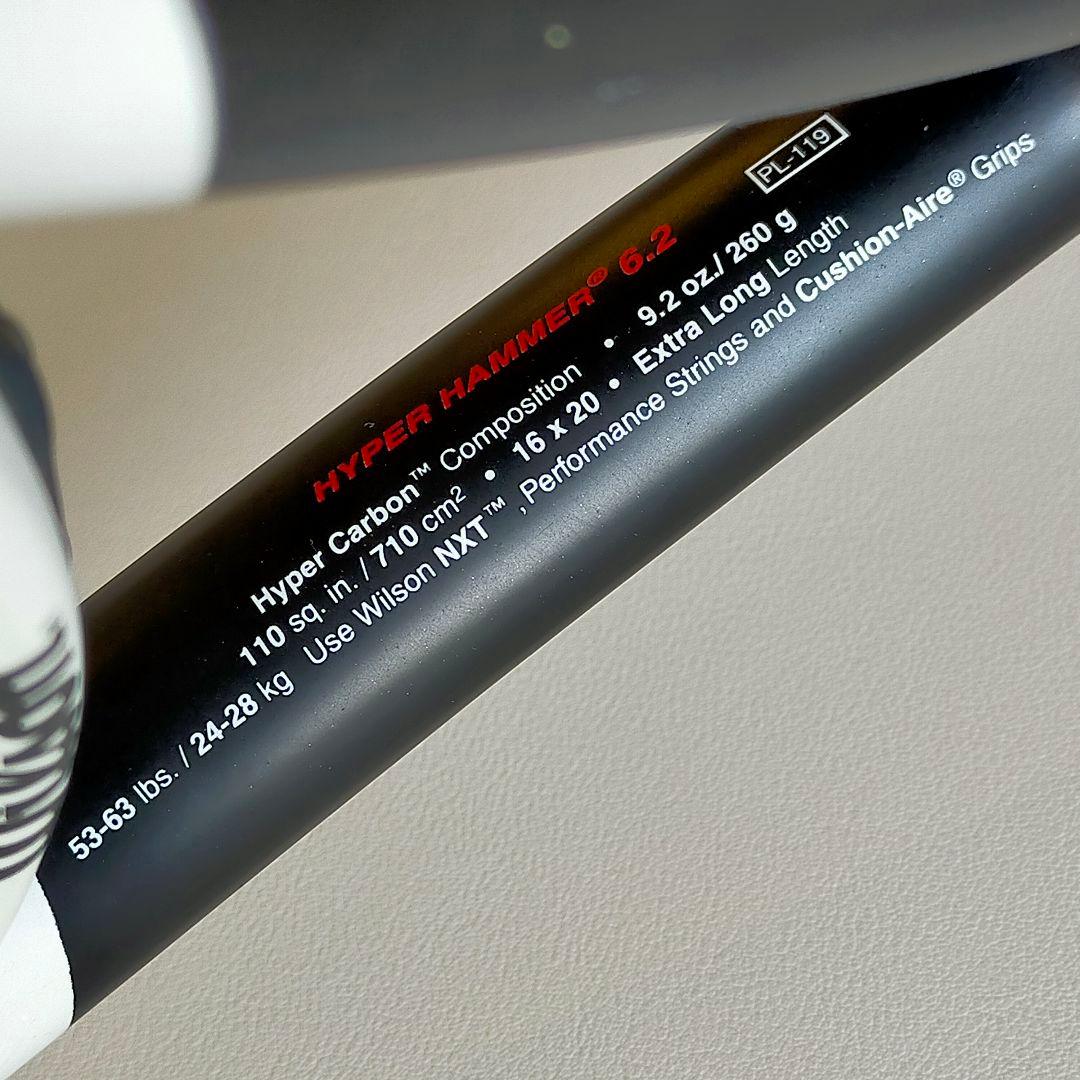 PL-119
HYPER HAMMER® 6.2
Hyper Carbon™ Composition • 9.2 oz./ 260 g
110 sq. in. / 710 cm² • 16 x 20 • Extra Long Length
53-63 lbs. / 24-28 kg Use Wilson NXT™, Performance Strings and Cushion-Aire® Grips